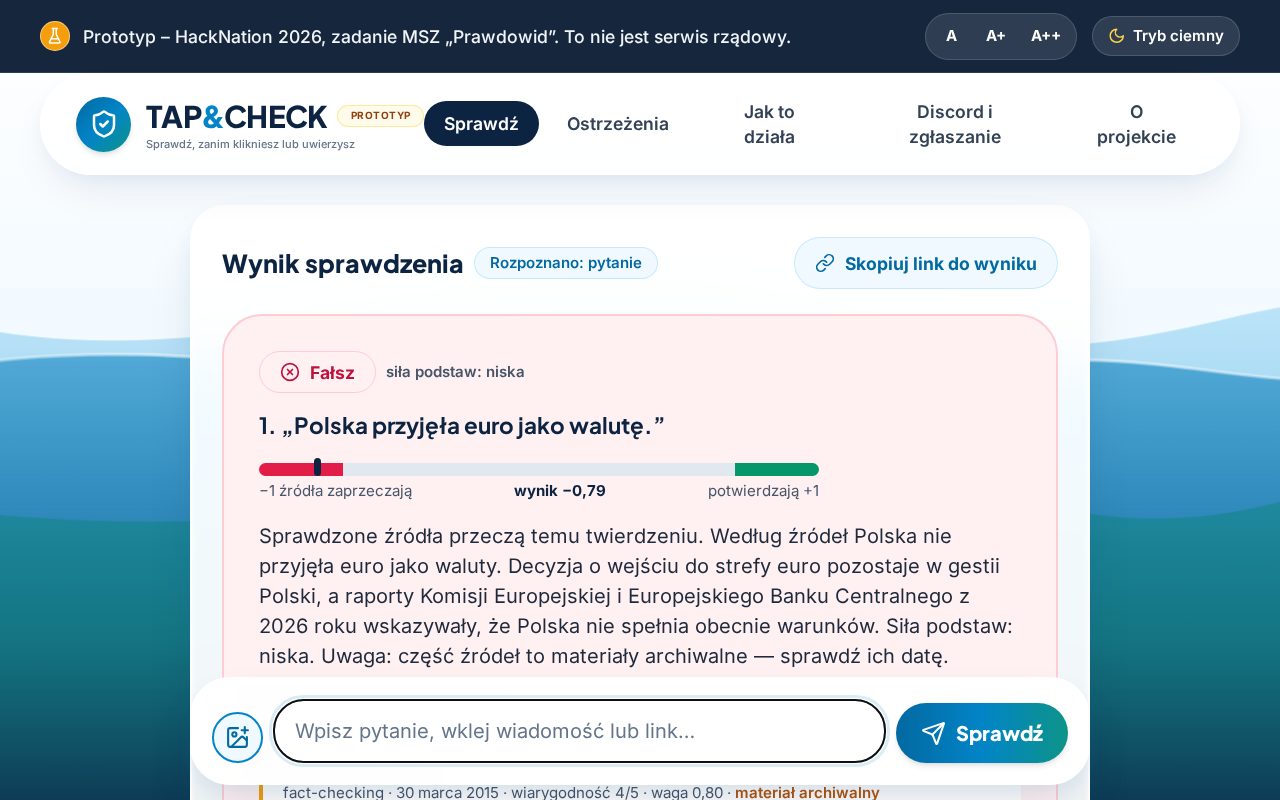 Prototyp – HackNation 2026, zadanie MSZ „Prawdowid”. To nie jest serwis rządowy.
A A+ A++
Tryb ciemny
TAP&CHECK PROTOTYP
Sprawdź, zanim klikniesz lub uwierzysz
Sprawdź
Ostrzeżenia
Jak to
działa
Discord i
zgłaszanie
O
projekcie
Wynik sprawdzenia
Rozpoznano: pytanie
Skopiuj link do wyniku
Fałsz
siła podstaw: niska
1. „Polska przyjęła euro jako walutę.”
−1 źródła zaprzeczają
wynik −0,79
potwierdzają +1
Sprawdzone źródła przeczą temu twierdzeniu. Według źródeł Polska nie
przyjęła euro jako waluty. Decyzja o wejściu do strefy euro pozostaje w gestii
Polski, a raporty Komisji Europejskiej i Europejskiego Banku Centralnego z
2026 roku wskazywały, że Polska nie spełnia obecnie warunków. Siła podstaw:
niska. Uwaga: część źródeł to materiały archiwalne — sprawdź ich datę.
Wpisz pytanie, wklej wiadomość lub link...
Sprawdź
fact-checking · 30 marca 2015 · wiarygodność 4/5 · waga 0,80 · materiał archiwalny